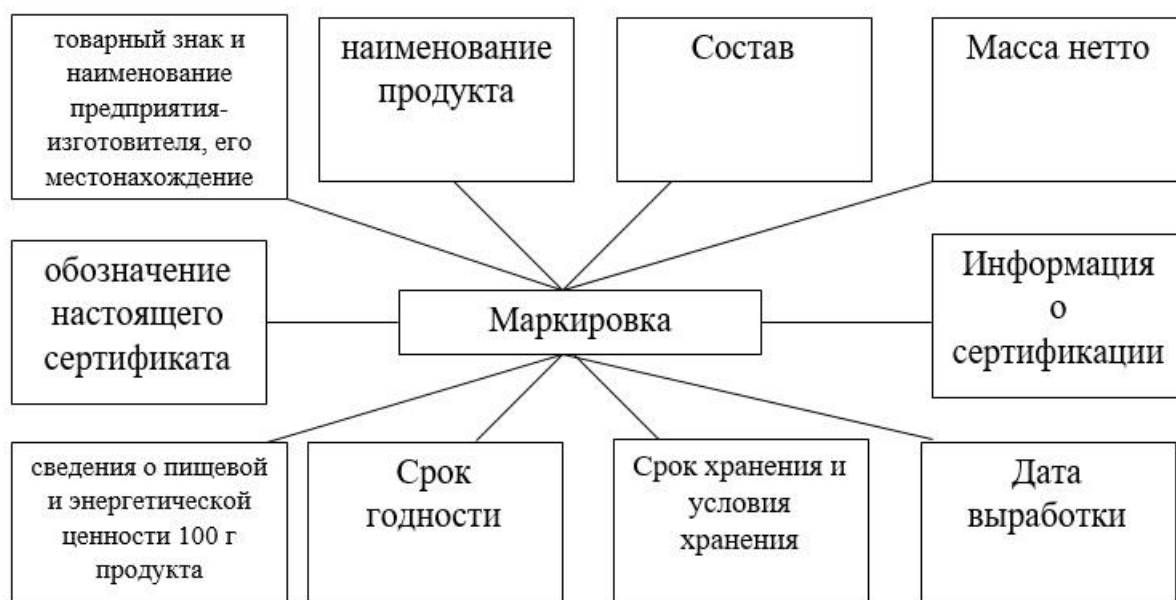 товарный знак и
наименование
предприятия-
изготовителя, его
местонахождение
наименование
продукта
Состав
Масса нетто
обозначение
настоящего
сертификата
Маркировка
Информация
о
сертификации
сведения о пищевой
и энергетической
ценности 100 г
продукта
Срок
годности
Срок хранения и
условия
хранения
Дата
выработки